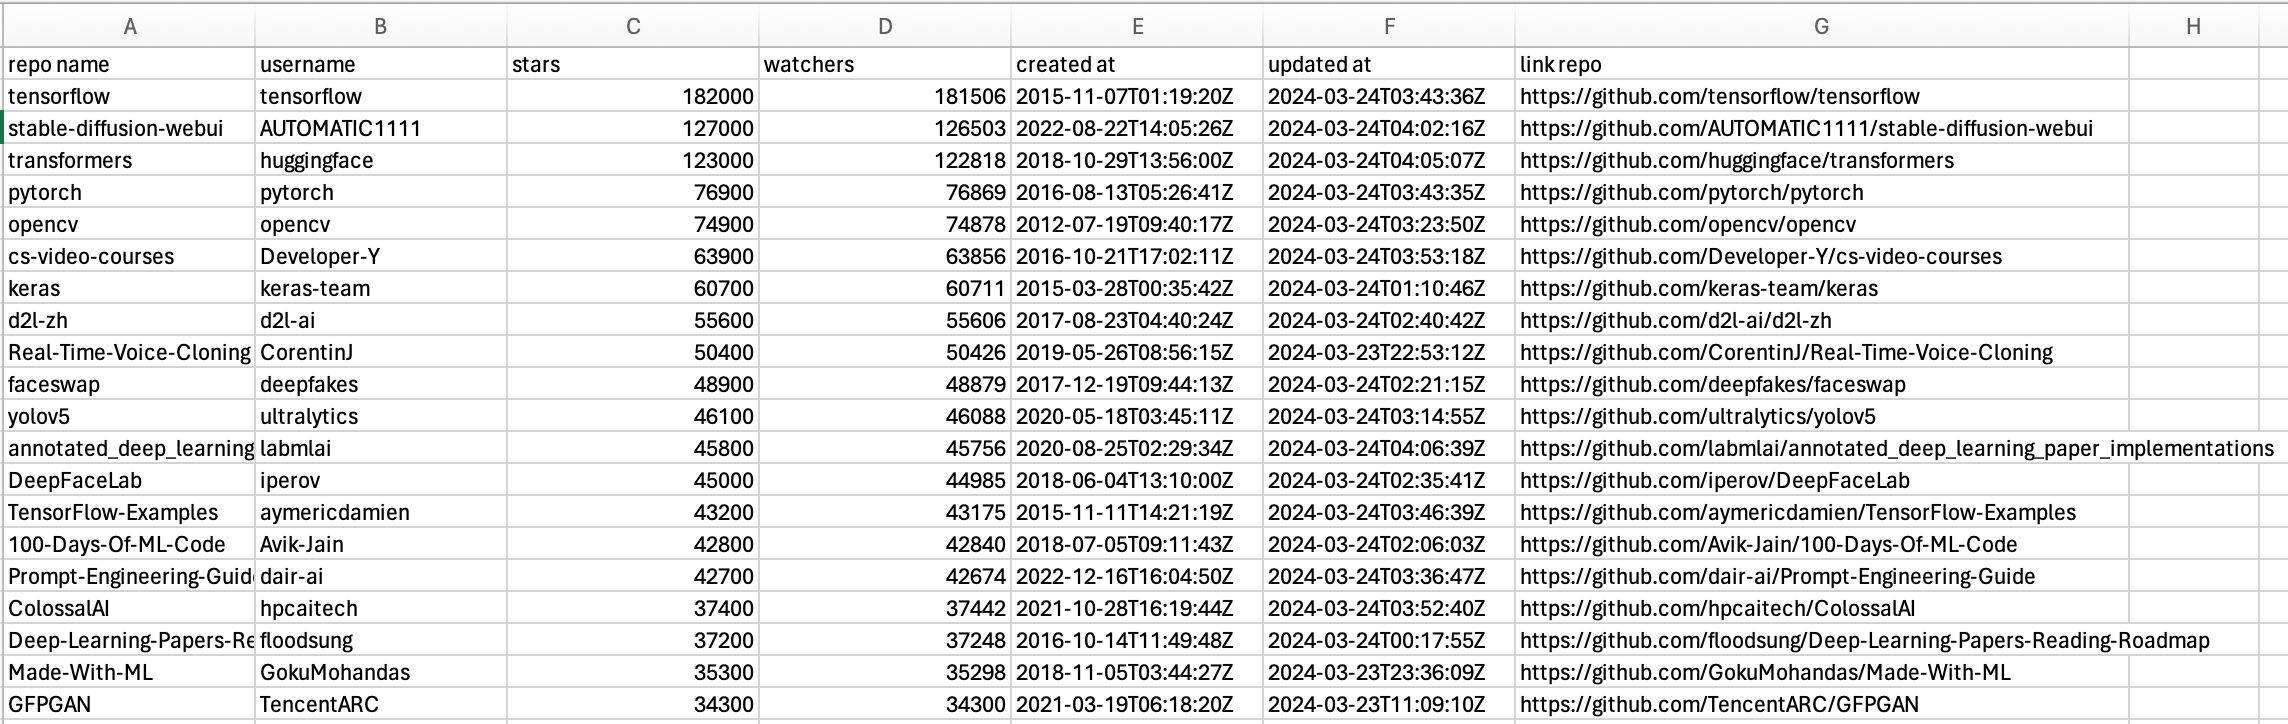 A B C D E F G H
repo name username stars watchers created at updated at link repo
tensorflow tensorflow 182000 181506 2015-11-07T01:19:20Z 2024-03-24T03:43:36Z https://github.com/tensorflow/tensorflow
stable-diffusion-webui AUTOMATIC1111 127000 126503 2022-08-22T14:05:26Z 2024-03-24T04:02:16Z https://github.com/AUTOMATIC1111/stable-diffusion-webui
transformers huggingface 123000 122818 2018-10-29T13:56:00Z 2024-03-24T04:05:07Z https://github.com/huggingface/transformers
pytorch pytorch 76900 76869 2016-08-13T05:26:41Z 2024-03-24T03:43:35Z https://github.com/pytorch/pytorch
opencv opencv 74900 74878 2012-07-19T09:40:17Z 2024-03-24T03:23:50Z https://github.com/opencv/opencv
cs-video-courses Developer-Y 63900 63856 2016-10-21T17:02:11Z 2024-03-24T03:53:18Z https://github.com/Developer-Y/cs-video-courses
keras keras-team 60700 60711 2015-03-28T00:35:42Z 2024-03-24T01:10:46Z https://github.com/keras-team/keras
d2l-zh d2l-ai 55600 55606 2017-08-23T04:40:24Z 2024-03-24T02:40:42Z https://github.com/d2l-ai/d2l-zh
Real-Time-Voice-Cloning CorentinJ 50400 50426 2019-05-26T08:56:15Z 2024-03-23T22:53:12Z https://github.com/CorentinJ/Real-Time-Voice-Cloning
faceswap deepfakes 48900 48879 2017-12-19T09:44:13Z 2024-03-24T02:21:15Z https://github.com/deepfakes/faceswap
yolov5 ultralytics 46100 46088 2020-05-18T03:45:11Z 2024-03-24T03:14:55Z https://github.com/ultralytics/yolov5
annotated_deep_learning labmlai 45800 45756 2020-08-25T02:29:34Z 2024-03-24T04:06:39Z https://github.com/labmlai/annotated_deep_learning_paper_implementations
DeepFaceLab iperov 45000 44985 2018-06-04T13:10:00Z 2024-03-24T02:35:41Z https://github.com/iperov/DeepFaceLab
TensorFlow-Examples aymericdamien 43200 43175 2015-11-11T14:21:19Z 2024-03-24T03:46:39Z https://github.com/aymericdamien/TensorFlow-Examples
100-Days-Of-ML-Code Avik-Jain 42800 42840 2018-07-05T09:11:43Z 2024-03-24T02:06:03Z https://github.com/Avik-Jain/100-Days-Of-ML-Code
Prompt-Engineering-Guid dair-ai 42700 42674 2022-12-16T16:04:50Z 2024-03-24T03:36:47Z https://github.com/dair-ai/Prompt-Engineering-Guide
ColossalAI hpcaitech 37400 37442 2021-10-28T16:19:44Z 2024-03-24T03:52:40Z https://github.com/hpcaitech/ColossalAI
Deep-Learning-Papers-Re floodsung 37200 37248 2016-10-14T11:49:48Z 2024-03-24T00:17:55Z https://github.com/floodsung/Deep-Learning-Papers-Reading-Roadmap
Made-With-ML GokuMohandas 35300 35298 2018-11-05T03:44:27Z 2024-03-23T23:36:09Z https://github.com/GokuMohandas/Made-With-ML
GFPGAN TencentARC 34300 34300 2021-03-19T06:18:20Z 2024-03-23T11:09:10Z https://github.com/TencentARC/GFPGAN